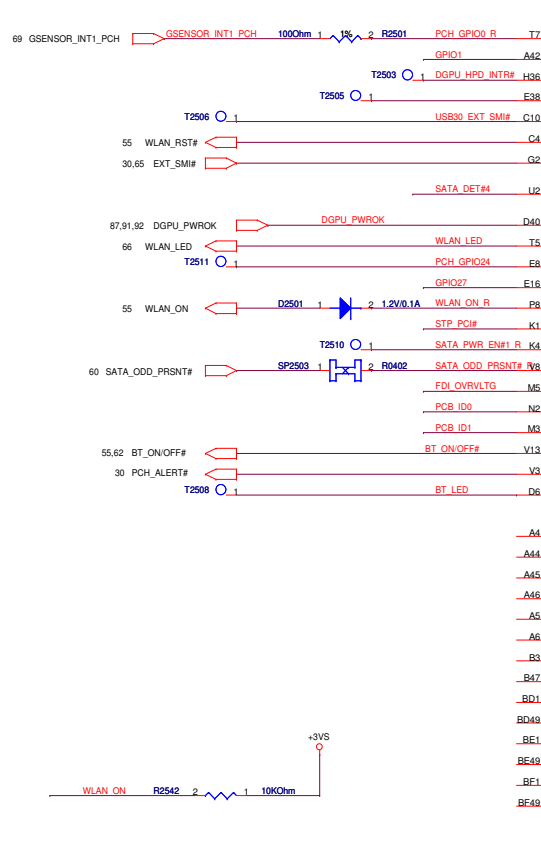 69 GSENSOR_INT1_PCH GSENSOR_INT1_PCH 100Ohm 1 1% 2 R2501 PCH_GPIO0_R T7
GPIO1 A42
T2503 1 DGPU_HPD_INTR# H36
T2505 1 E38
T2506 1 USB30_EXT_SMI# C10
55 WLAN_RST# C4
30,65 EXT_SMI# G2
SATA_DET#4 U2
87,91,92 DGPU_PWROK DGPU_PWROK D40
66 WLAN_LED WLAN_LED T5
T2511 1 PCH_GPIO24 E8
GPIO27 E16
55 WLAN_ON D2501 1 2 1.2V/0.1A WLAN_ON_R P8
STP_PCI# K1
T2510 1 SATA_PWR_EN#1_R K4
60 SATA_ODD_PRSNT# SP2503 1 2 R0402 SATA_ODD_PRSNT#_R V8
FDI_OVRVLTG M5
PCB_ID0 N2
PCB_ID1 M3
55,62 BT_ON/OFF# BT_ON/OFF# V13
30 PCH_ALERT# V3
T2508 1 BT_LED D6
A4
A44
A45
A46
A5
A6
B3
B47
BD1
BD49
+3VS
BE1
BE49
BF1
WLAN_ON R2542 2 1 10KOhm
BF49